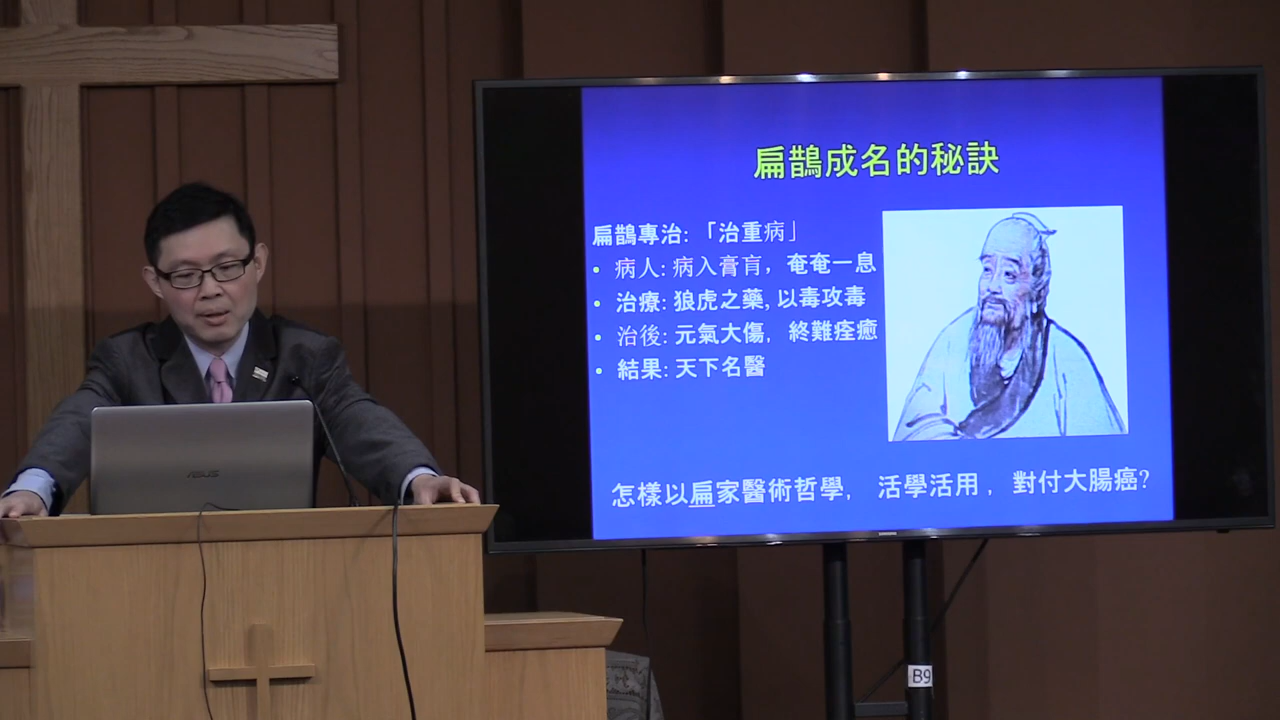 扁鵲成名的秘訣
扁鵲專治: 「治重病」
• 病人: 病入膏肓, 奄奄一息
• 治療: 狼虎之藥, 以毒攻毒
• 治後: 元氣大傷, 終難痊癒
• 結果: 天下名醫
怎樣以扁家醫術哲學, 活學活用, 對付大腸癌?
ASUS
B9